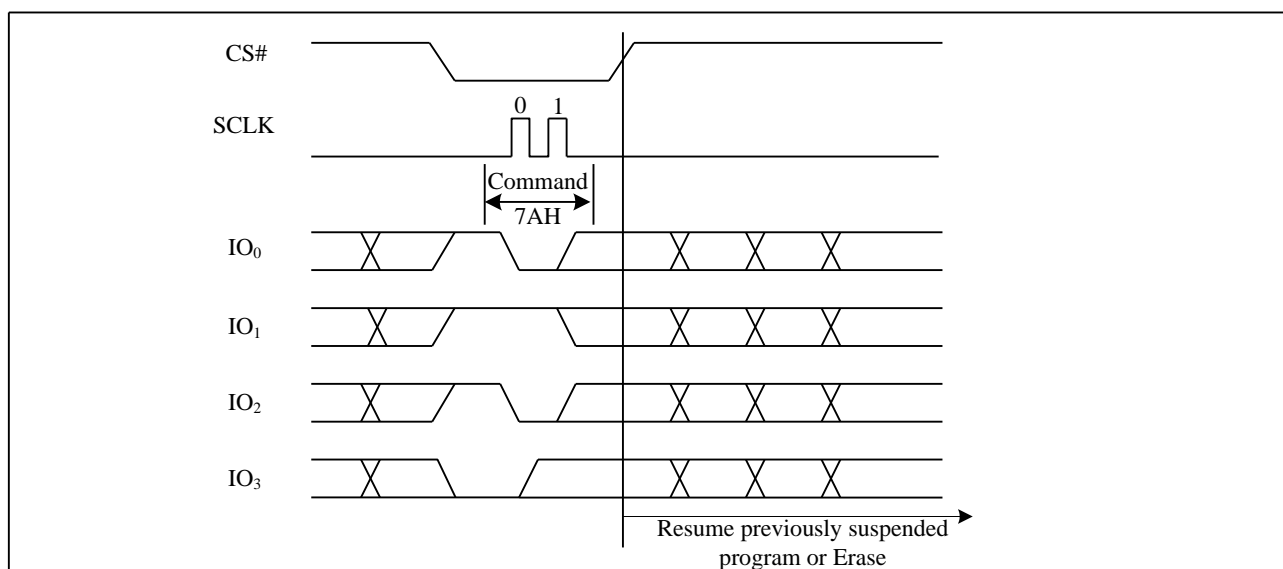 CS#
0 1
SCLK
Command
7AH
IO₀
IO₁
IO₂
IO₃
Resume previously suspended
program or Erase